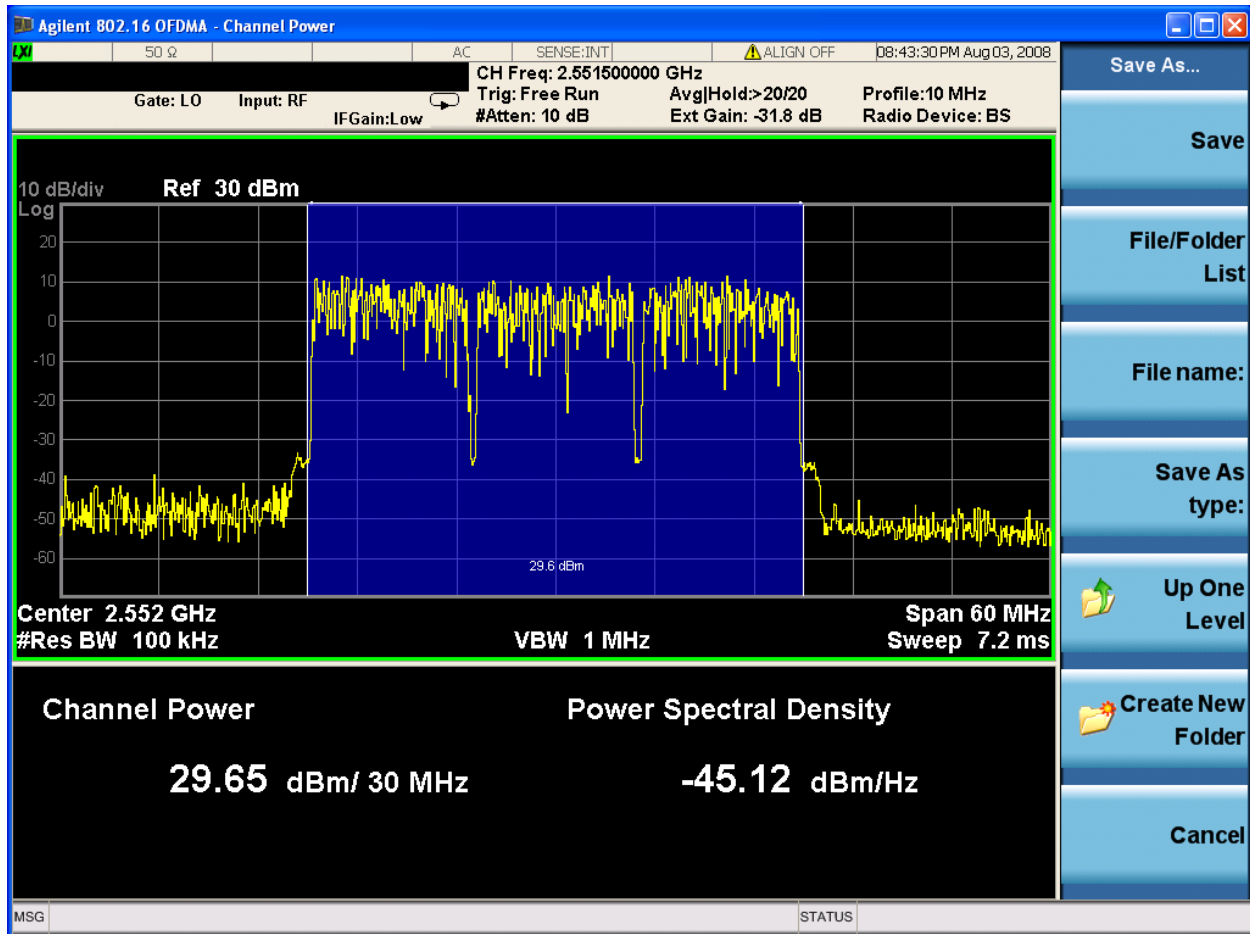 Agilent 802.16 OFDMA - Channel Power
LXI 50 Ω AC SENSE:INT ALIGN OFF 08:43:30 PM Aug 03, 2008
CH Freq: 2.551500000 GHz
Gate: LO Input: RF Trig: Free Run Avg|Hold:>20/20 Profile:10 MHz
IFGain:Low #Atten: 10 dB Ext Gain: -31.8 dB Radio Device: BS
10 dB/div Ref 30 dBm
Log
20
10
0
-10
-20
-30
-40
-50
-60
29.6 dBm
Center 2.552 GHz Span 60 MHz
#Res BW 100 kHz VBW 1 MHz Sweep 7.2 ms
Channel Power Power Spectral Density
29.65 dBm/ 30 MHz -45.12 dBm/Hz
MSG STATUS
Save As...
Save
File/Folder
List
File name:
Save As
type:
Up One
Level
Create New
Folder
Cancel